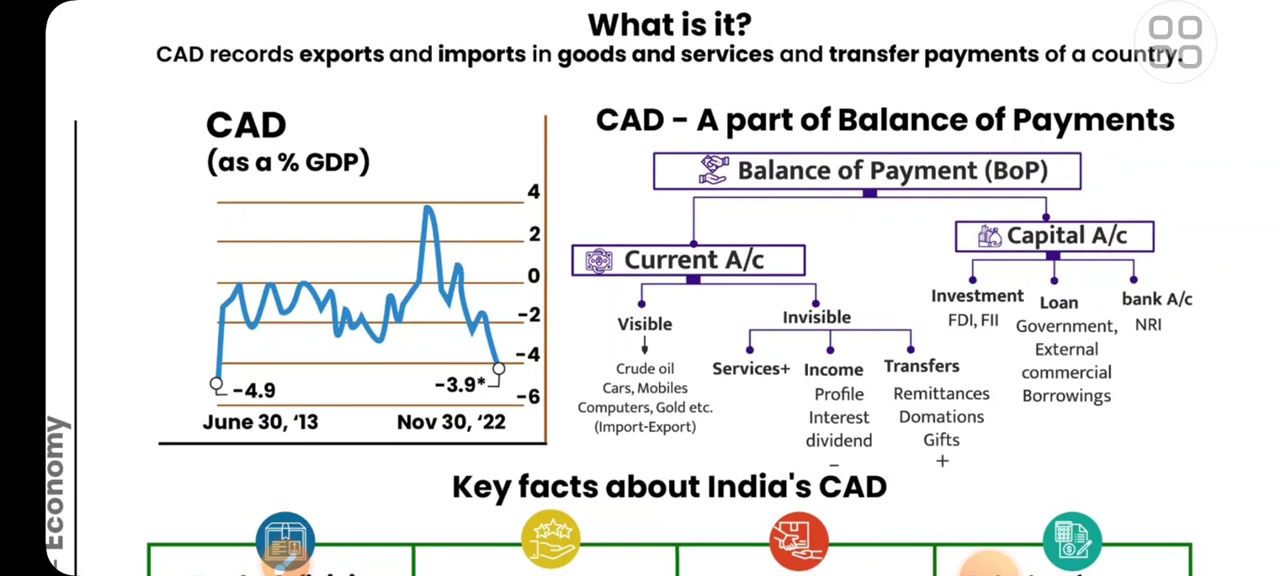 What is it?
CAD records exports and imports in goods and services and transfer payments of a country.
CAD
(as a % GDP)
4
2
0
-2
-4
-6
-4.9
-3.9*
June 30, ‘13
Nov 30, ‘22
CAD - A part of Balance of Payments
Balance of Payment (BoP)
Current A/c
Capital A/c
Visible
Crude oil
Cars, Mobiles
Computers, Gold etc.
(Import-Export)
Invisible
Services+
Income
Profile
Interest
dividend
–
Transfers
Remittances
Domations
Gifts
+
Investment
FDI, FII
Loan
Government,
External
commercial
Borrowings
bank A/c
NRI
Key facts about India's CAD
Economy